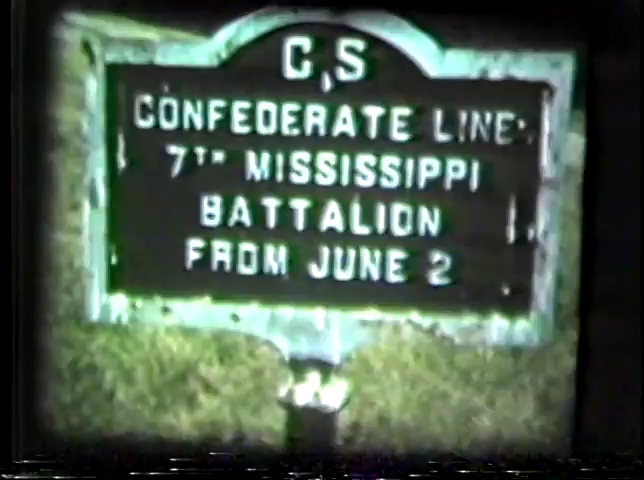 C.S
CONFEDERATE LINE.
7TH MISSISSIPPI
BATTALION
FROM JUNE 2